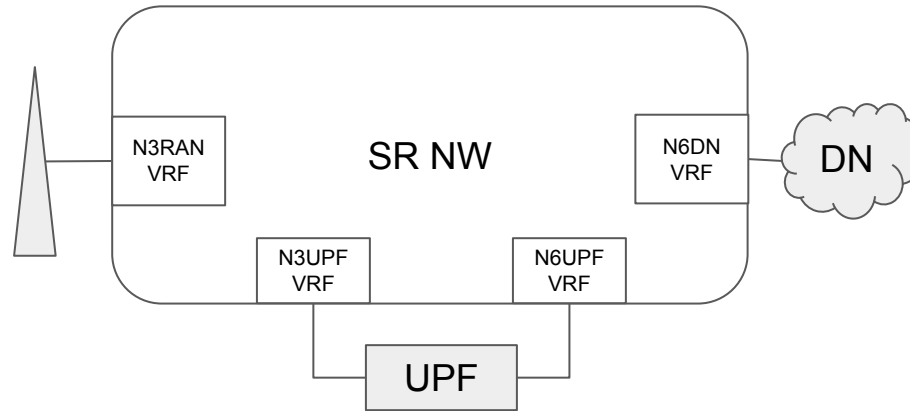 N3RAN
VRF
SR NW
N6DN
VRF
DN
N3UPF
VRF
N6UPF
VRF
UPF